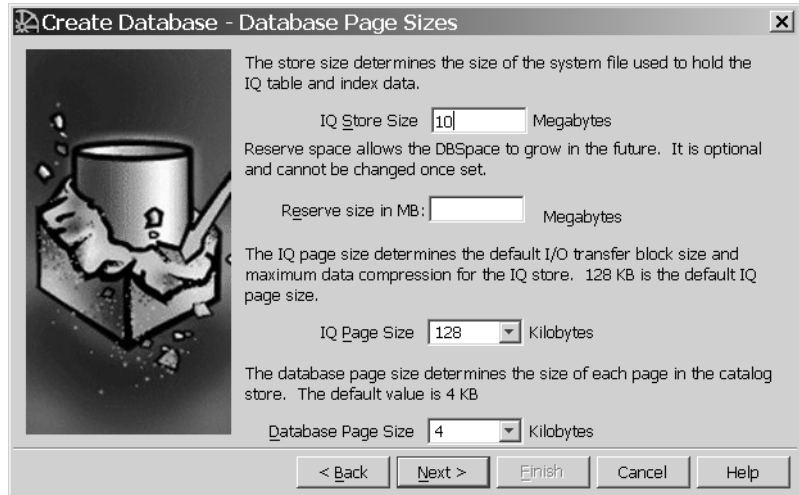 Create Database - Database Page Sizes
The store size determines the size of the system file used to hold the
IQ table and index data.
IQ Store Size 10 Megabytes
Reserve space allows the DBSpace to grow in the future. It is optional
and cannot be changed once set.
Reserve size in MB: Megabytes
The IQ page size determines the default I/O transfer block size and
maximum data compression for the IQ store. 128 KB is the default IQ
page size.
IQ Page Size 128 Kilobytes
The database page size determines the size of each page in the catalog
store. The default value is 4 KB
Database Page Size 4 Kilobytes
< Back Next > Finish Cancel Help